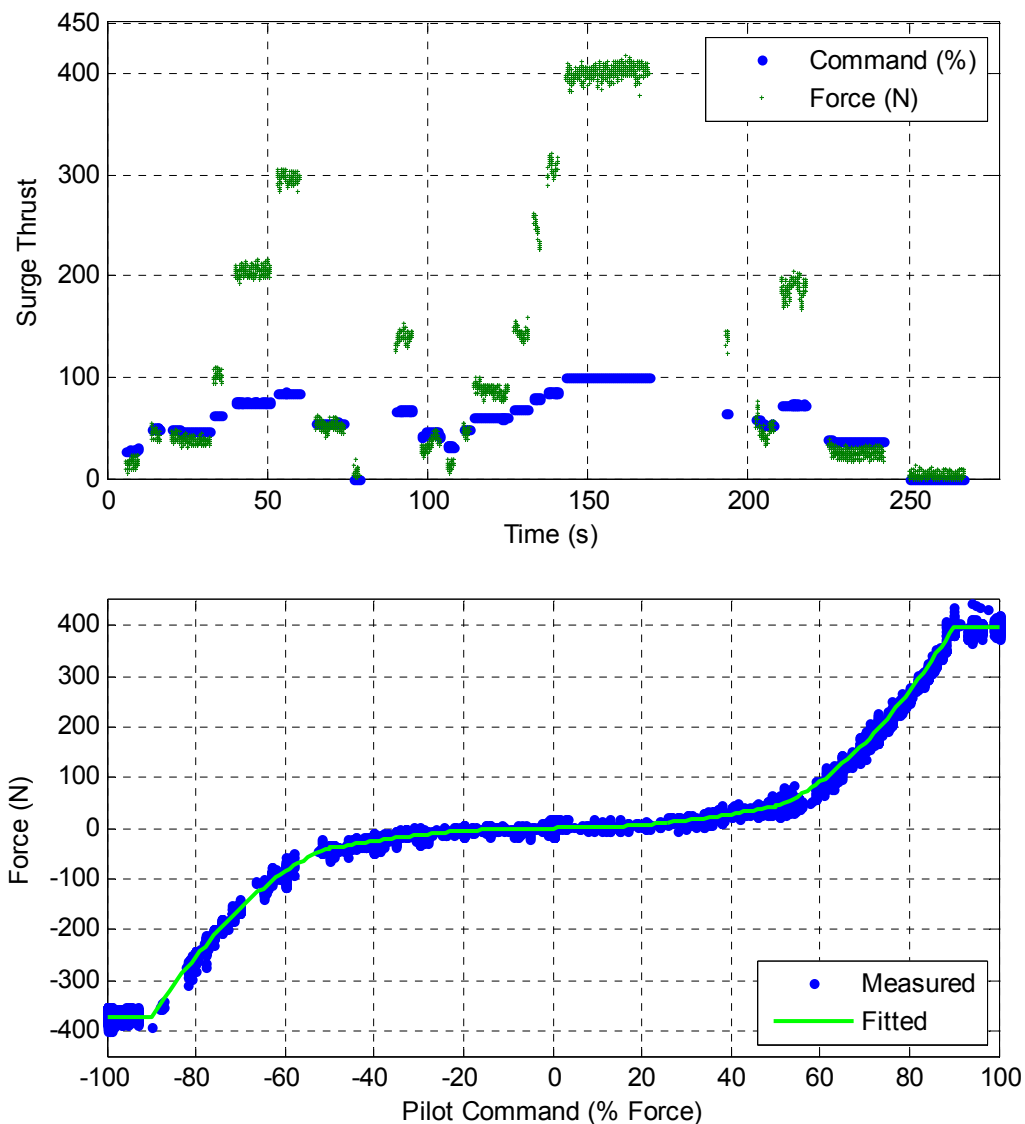 450
400
300
200
100
0
Surge Thrust
Command (%)
Force (N)
0 50 100 150 200 250
Time (s)
400
300
200
100
0
-100
-200
-300
-400
Force (N)
Measured
Fitted
-100 -80 -60 -40 -20 0 20 40 60 80 100
Pilot Command (% Force)